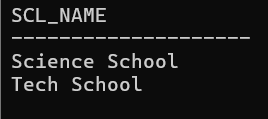 SCL_NAME
--------------------
Science School
Tech School